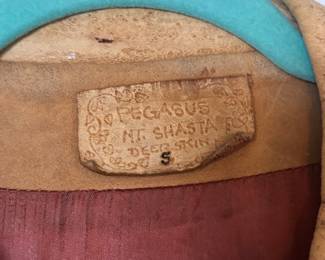 PEGASUS
MT. SHASTA
DEER SKIN
S